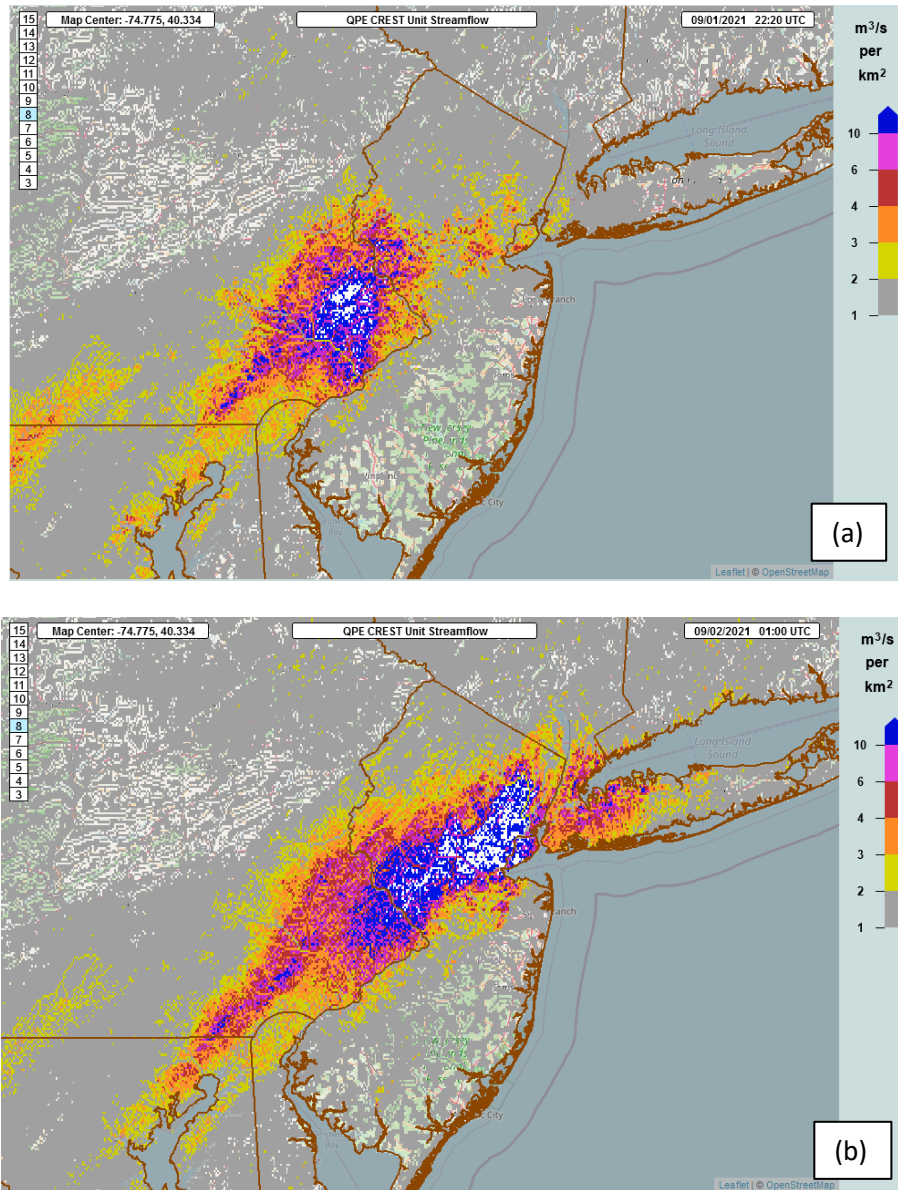 15
14
13
12
11
10
9
8
7
6
5
4
3
Map Center: -74.775, 40.334
QPE CREST Unit Streamflow
09/01/2021 22:20 UTC
m3/s
per
km2
10
6
4
3
2
1
Long Island
Sound
New Jersey
Pinelands
City
Bay
(a)
Leaflet | © OpenStreetMap
15
14
13
12
11
10
9
8
7
6
5
4
3
Map Center: -74.775, 40.334
QPE CREST Unit Streamflow
09/02/2021 01:00 UTC
m3/s
per
km2
10
6
4
3
2
1
Long Island
Sound
City
Bay
(b)
Leaflet | © OpenStreetMap